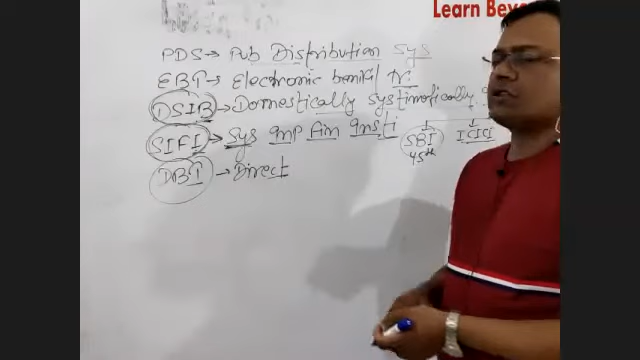 Learn Bey
PDS → Pub Distribution Sys
EBT → Electronic benifit Tr.
DSIB → Domestically systimatically
SIFI → Sys Imp Fin Insti
SBI ICICI
45th
DBT → Direct